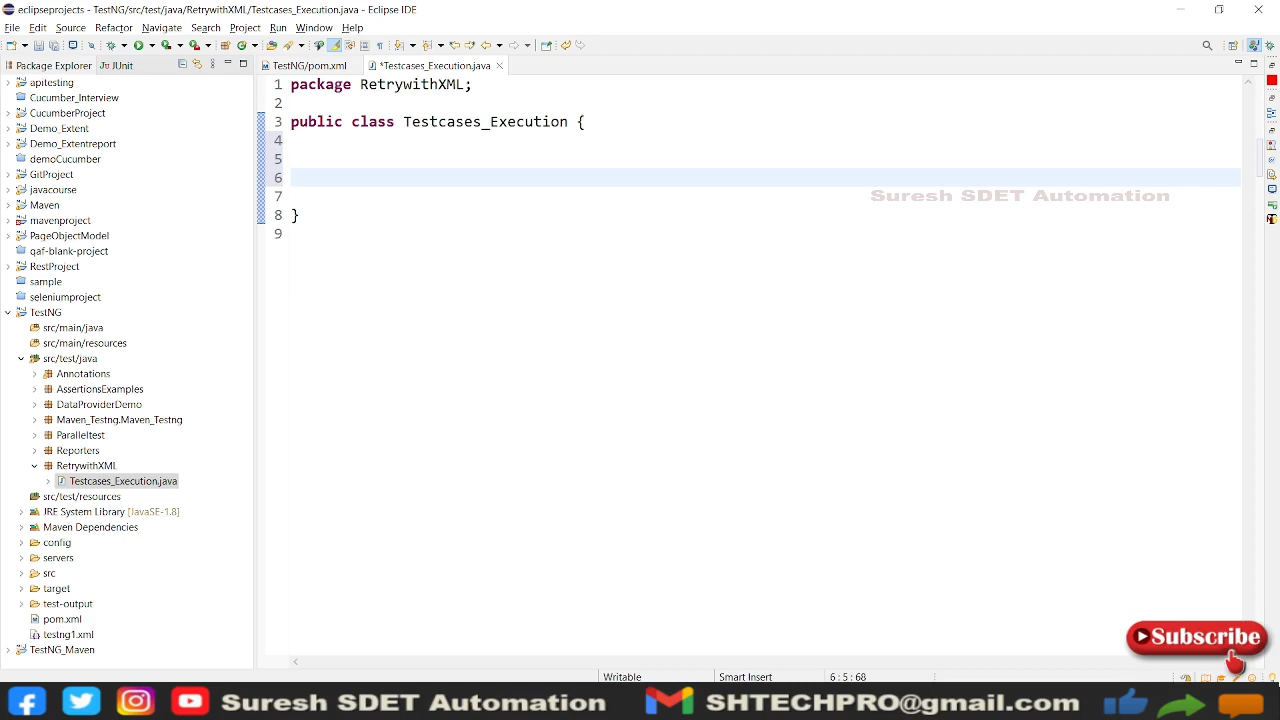 eclipseprojects - TestNG/src/test/java/RetrywithXML/Testcases_Execution.java - Eclipse IDE
File Edit Source Refactor Navigate Search Project Run Window Help
Package Explorer JUnit
TestNG/pom.xml *Testcases_Execution.java
apitesting
Cucumber_Interview
CucumberProject
Demo_Extent
Demo_Extentreport
demoCucumber
GitProject
javacourse
Maven
mavenproject
PageObjectModel
qaf-blank-project
RestProject
sample
seleniumproject
TestNG
src/main/java
src/main/resources
src/test/java
Annotations
AssertionsExamples
DataProviderDemo
Maven_Testng.Maven_Testng
Paralleltest
Reporters
RetrywithXML
Testcases_Execution.java
src/test/resources
JRE System Library [JavaSE-1.8]
Maven Dependencies
config
servers
src
target
test-output
pom.xml
testng1.xml
TestNG_Maven
1 package RetrywithXML;
2
3 public class Testcases_Execution {
4
5
6
7
8 }
9
Suresh SDET Automation
Subscribe
Writable Smart Insert 6 : 5 : 68
Suresh SDET Automation SHTECHPRO@gmail.com